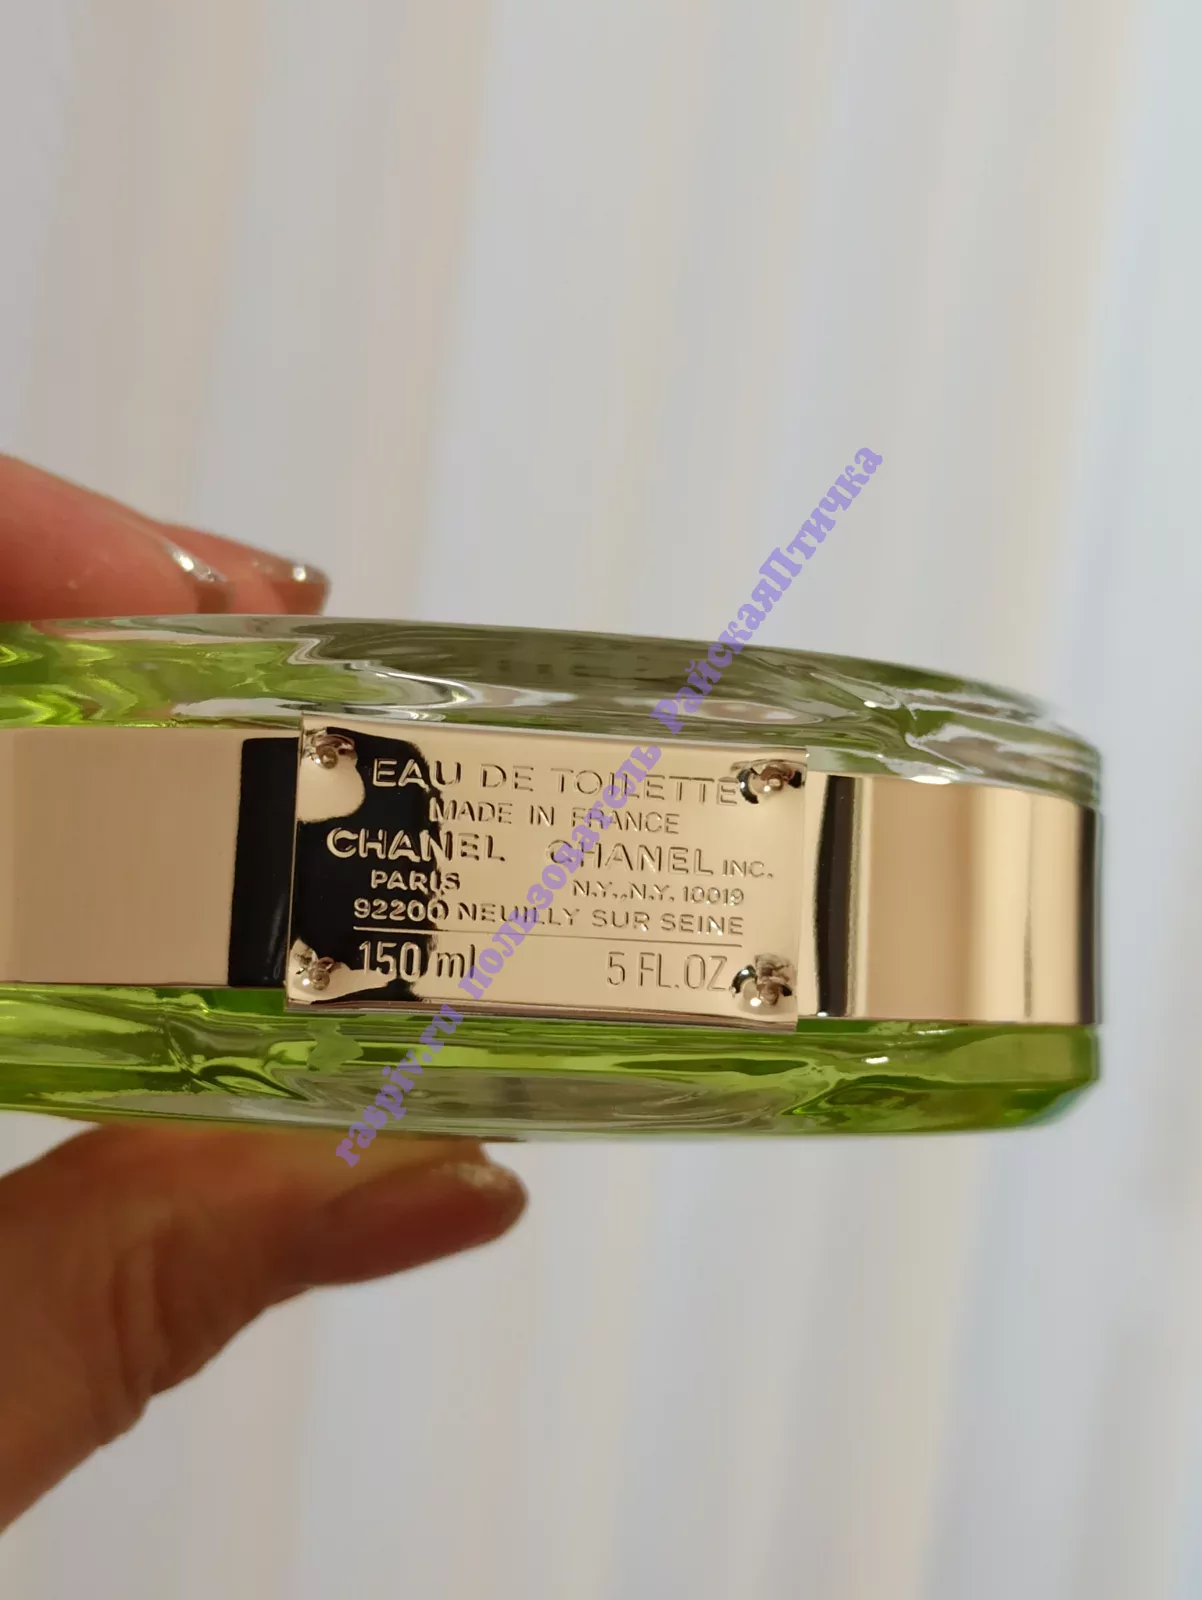 EAU DE TOILETTE
MADE IN FRANCE
CHANEL CHANEL INC.
PARIS N.Y., N.Y. 10019
92200 NEUILLY SUR SEINE
150 ml 5 FL.OZ.
raspiv.ru пользователь РайскаяПтичка